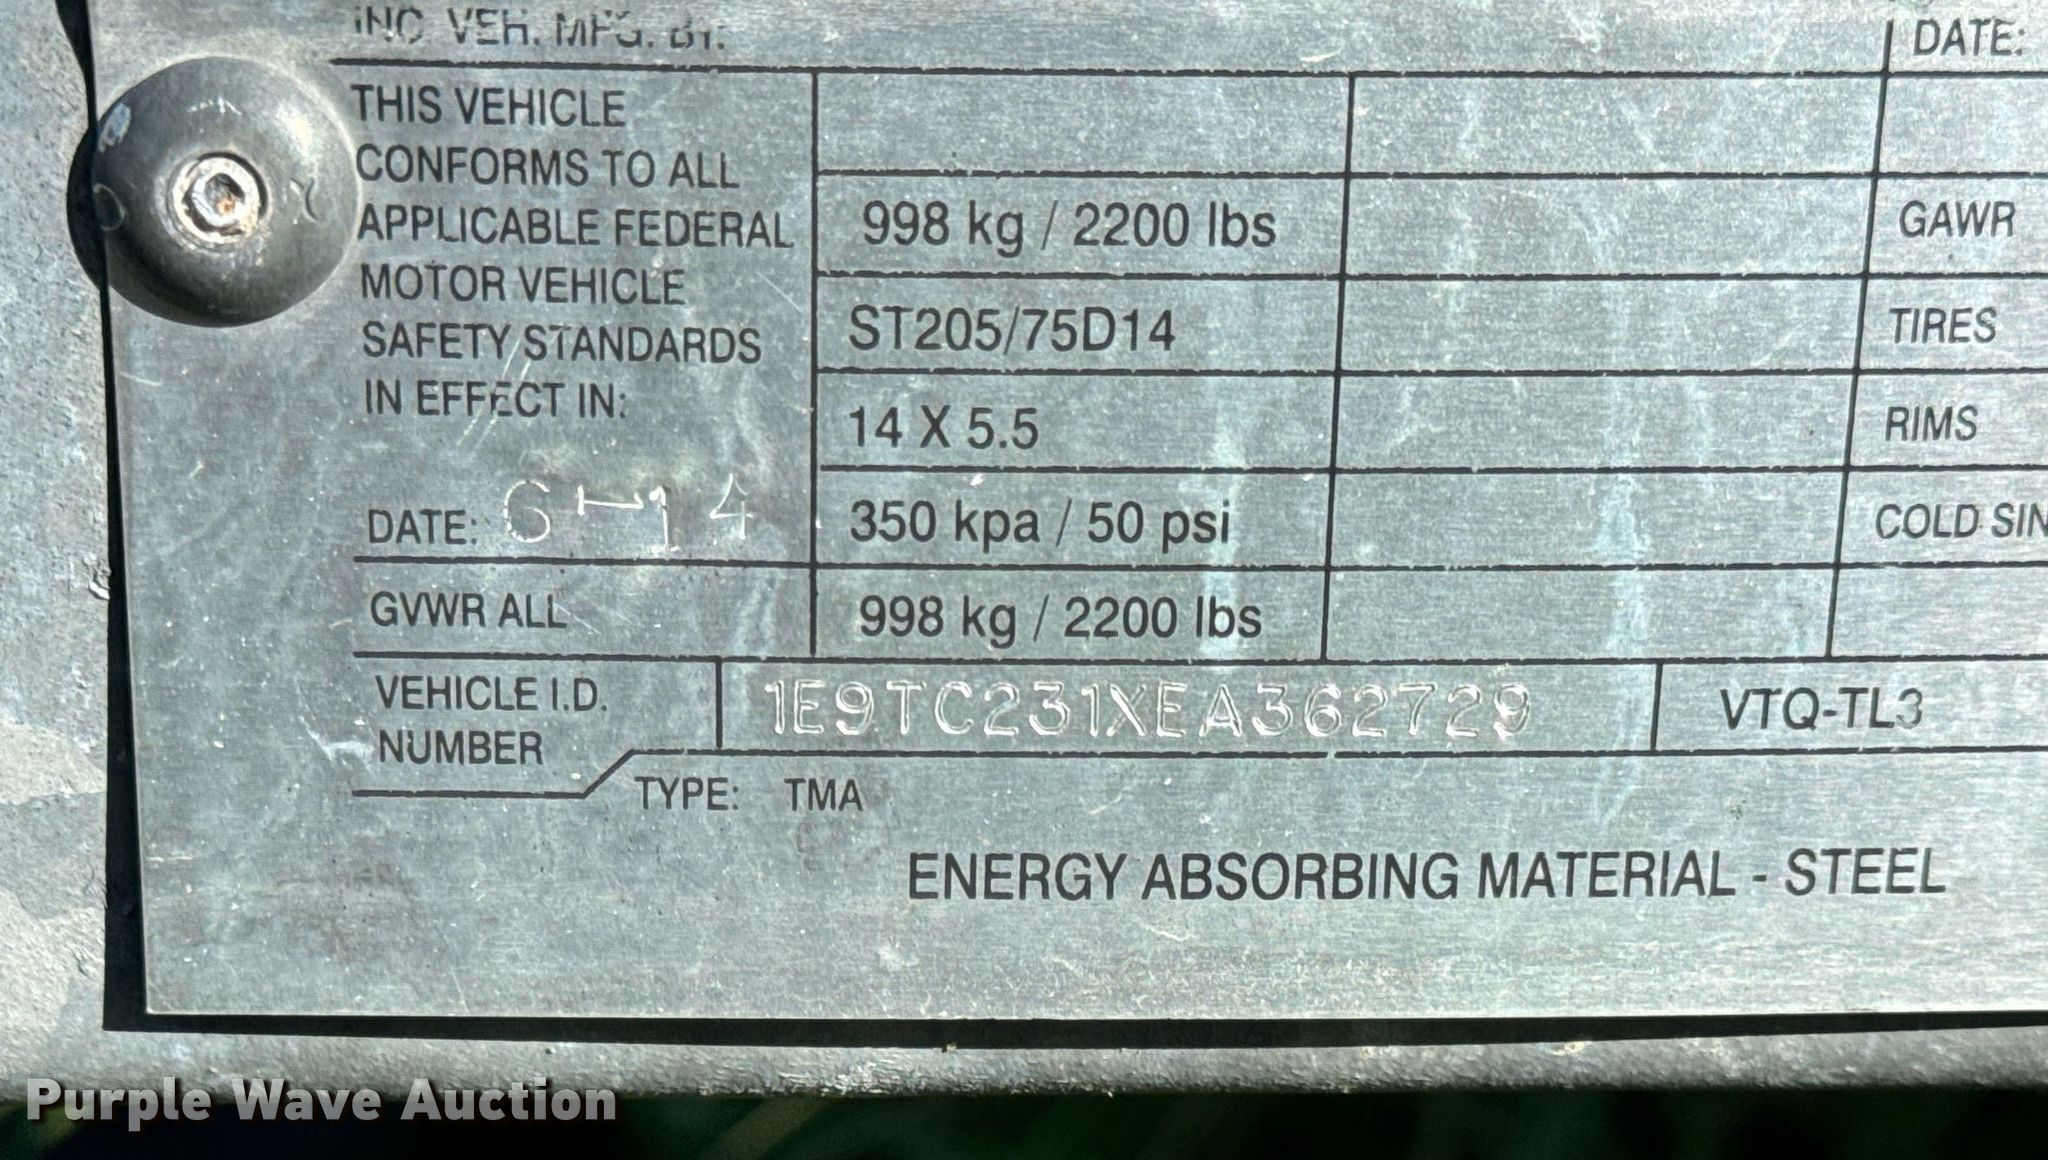 INC. VEH. MFG. BY:
DATE:
THIS VEHICLE
CONFORMS TO ALL
APPLICABLE FEDERAL
MOTOR VEHICLE
SAFETY STANDARDS
IN EFFECT IN:
DATE: 6-14
998 kg / 2200 lbs
GAWR
ST205/75D14
TIRES
14 X 5.5
RIMS
350 kpa / 50 psi
COLD SIN
GVWR ALL
998 kg / 2200 lbs
VEHICLE I.D.
NUMBER
1E9TC231XEA362729
VTQ-TL3
TYPE: TMA
ENERGY ABSORBING MATERIAL - STEEL
Purple Wave Auction